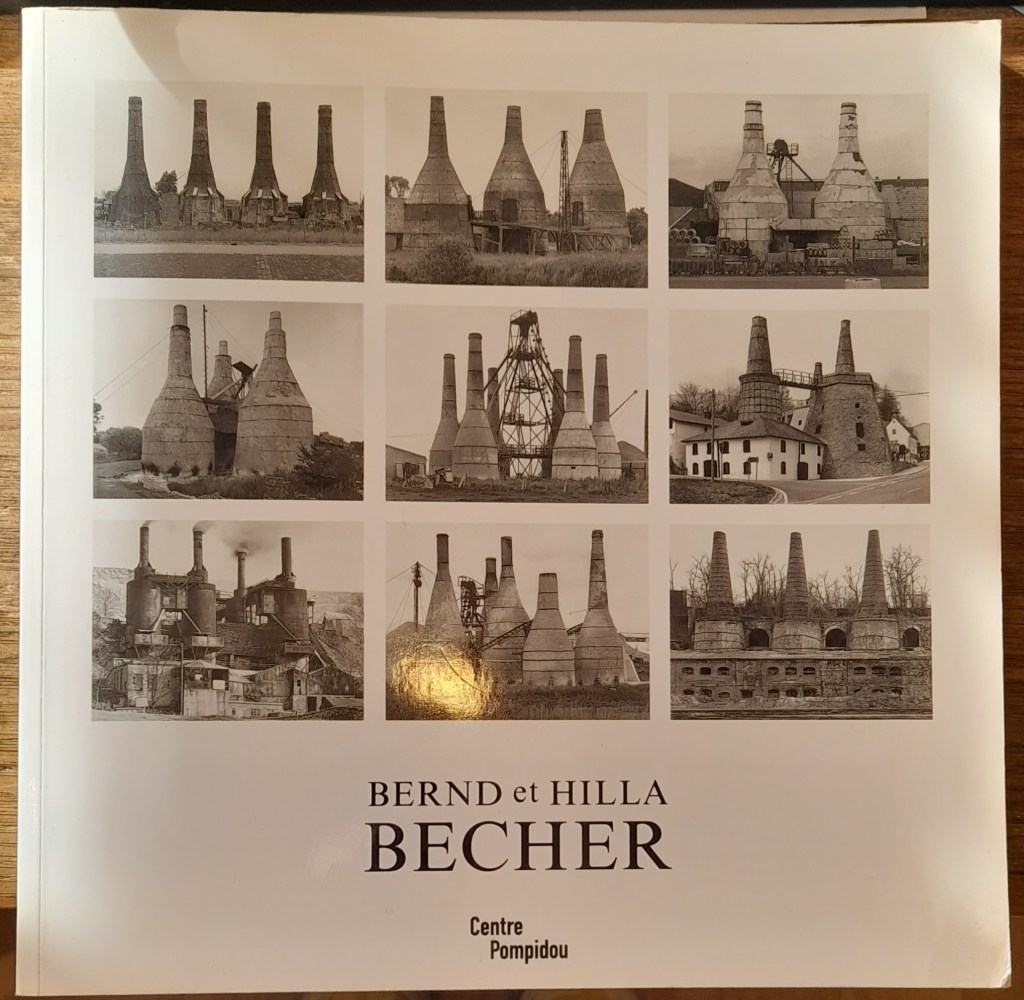 BERND et HILLA
BECHER
Centre
Pompidou